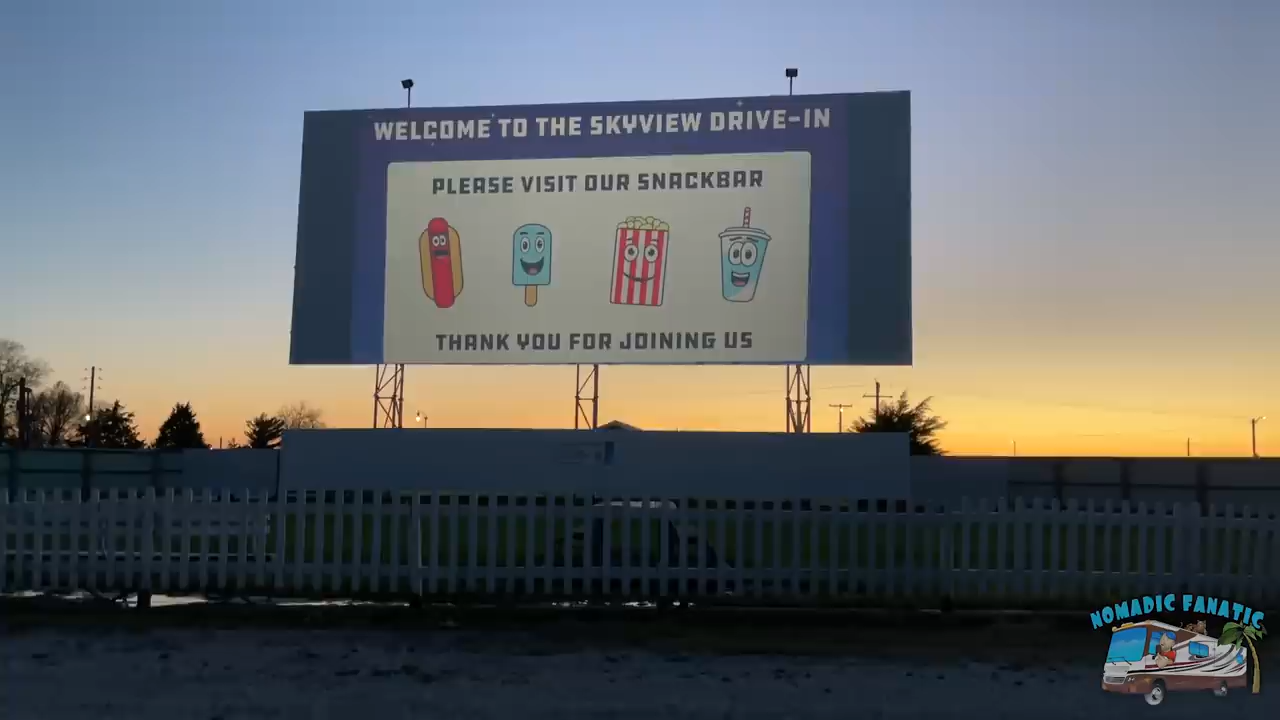 WELCOME TO THE SKYVIEW DRIVE-IN
PLEASE VISIT OUR SNACKBAR
THANK YOU FOR JOINING US
NOMADIC FANATIC